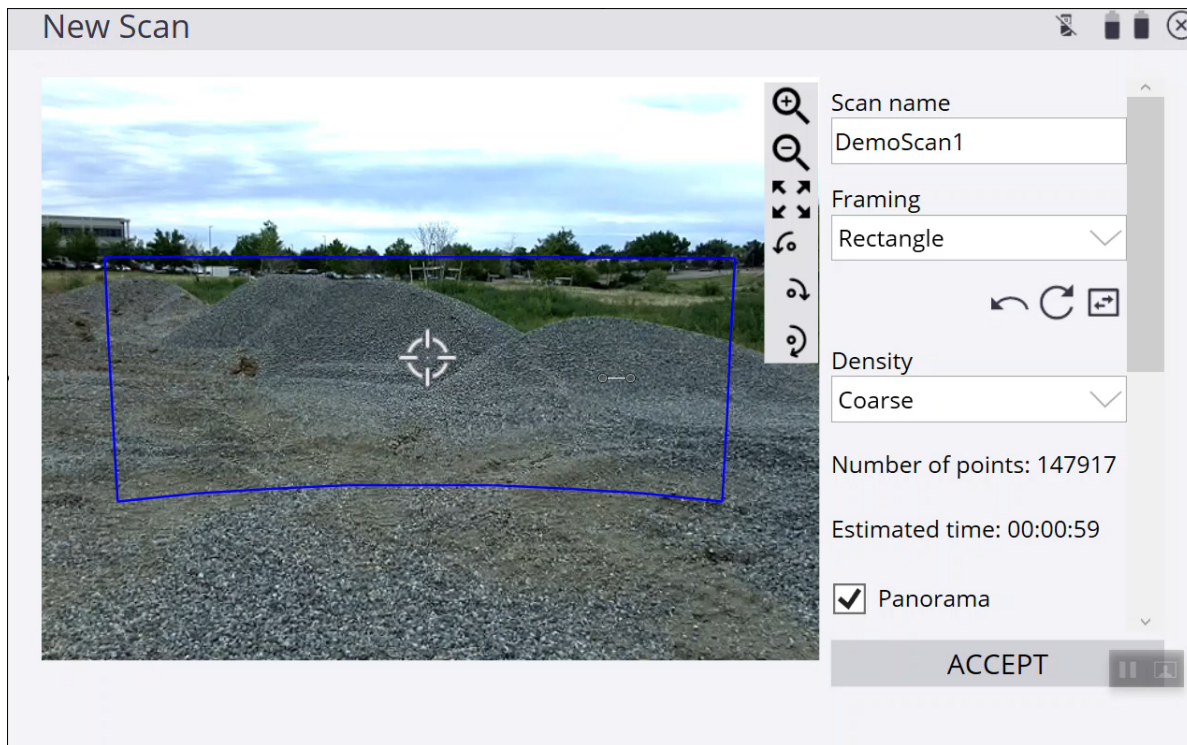 New Scan
Scan name
DemoScan1
Framing
Rectangle
Density
Coarse
Number of points: 147917
Estimated time: 00:00:59
Panorama
ACCEPT